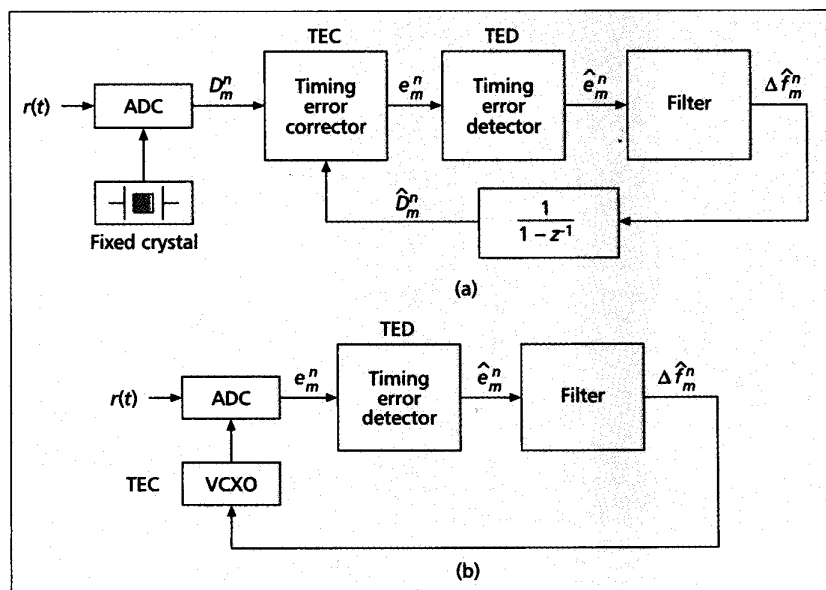 TEC
TED
r(t)
ADC
D_m^n
Timing
error
corrector
e_m^n
Timing
error
detector
ê_m^n
Filter
Δf̂_m^n
Fixed crystal
D̂_m^n
1
1 – z⁻¹
(a)
TED
r(t)
ADC
e_m^n
Timing
error
detector
ê_m^n
Filter
Δf̂_m^n
TEC
VCXO
(b)